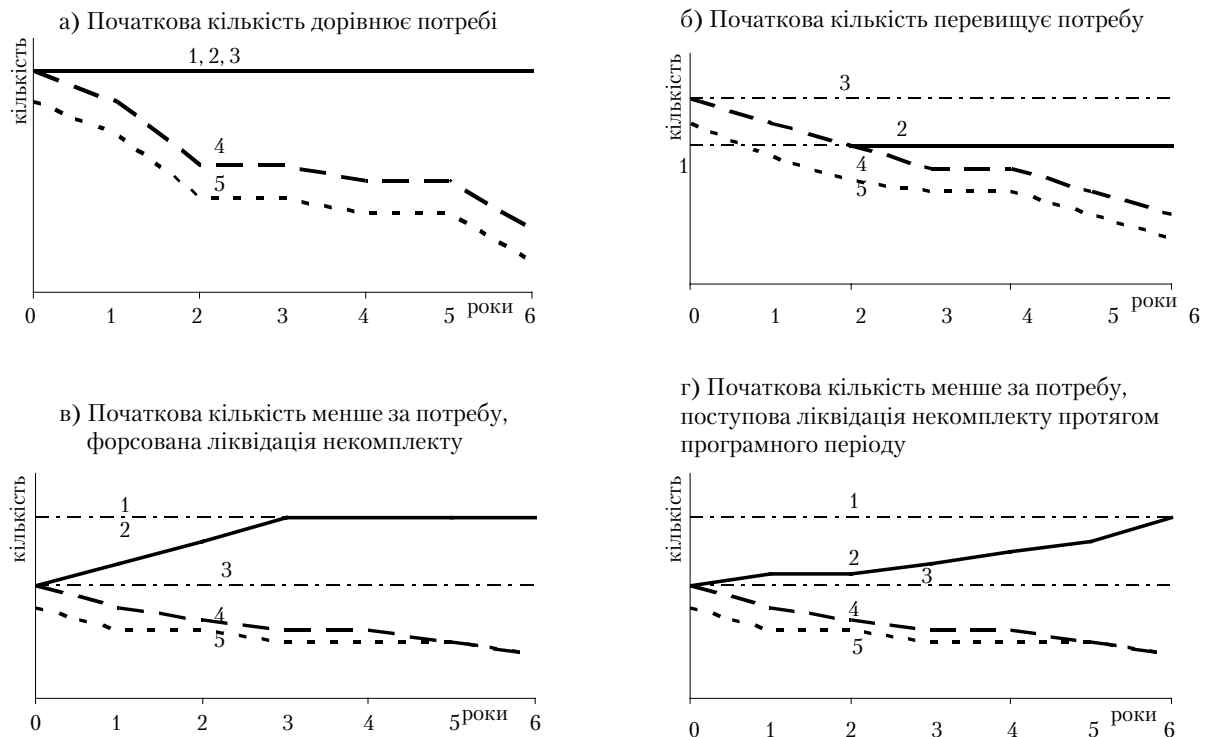 а) Початкова кількість дорівнює потребі
кількість
1, 2, 3
4
5
0 1 2 3 4 5 роки 6
б) Початкова кількість перевищує потребу
кількість
3
2
1
4
5
роки
0 1 2 3 4 5 6
в) Початкова кількість менше за потребу,
форсована ліквідація некомплекту
кількість
1
2
3
4
5
0 1 2 3 4 5 роки 6
г) Початкова кількість менше за потребу,
поступова ліквідація некомплекту протягом
програмного періоду
кількість
1
2
3
4
5
роки
0 1 2 3 4 5 6